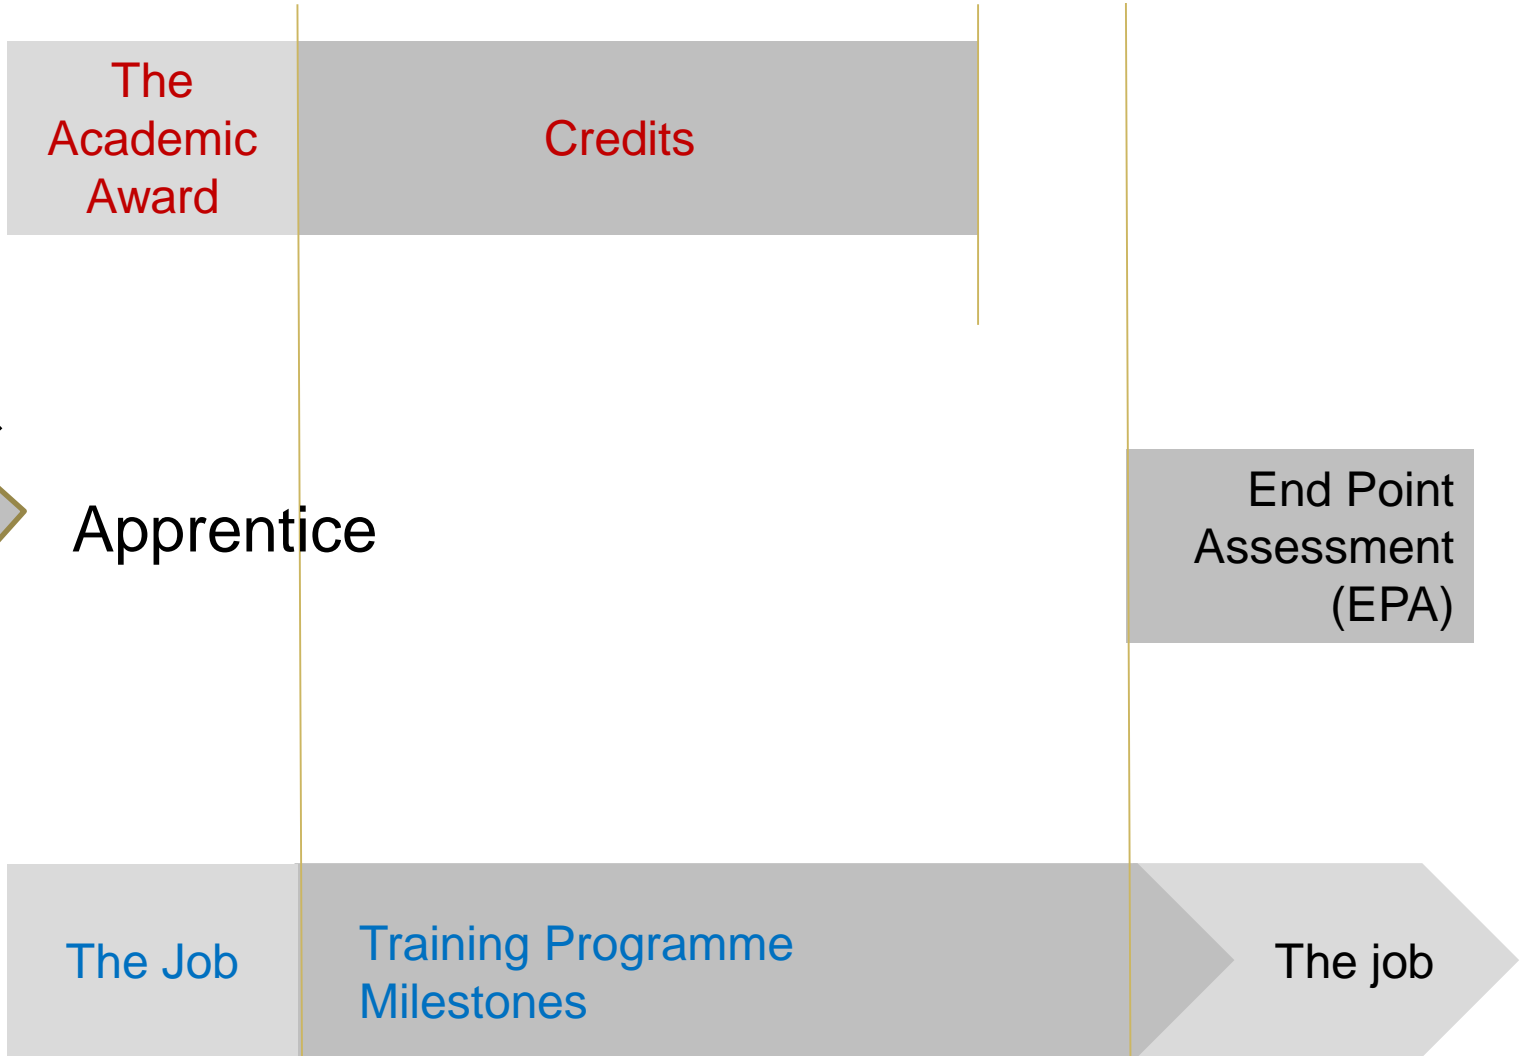 The
Academic
Award
Credits
Apprentice
End Point
Assessment
(EPA)
The Job
Training Programme
Milestones
The job